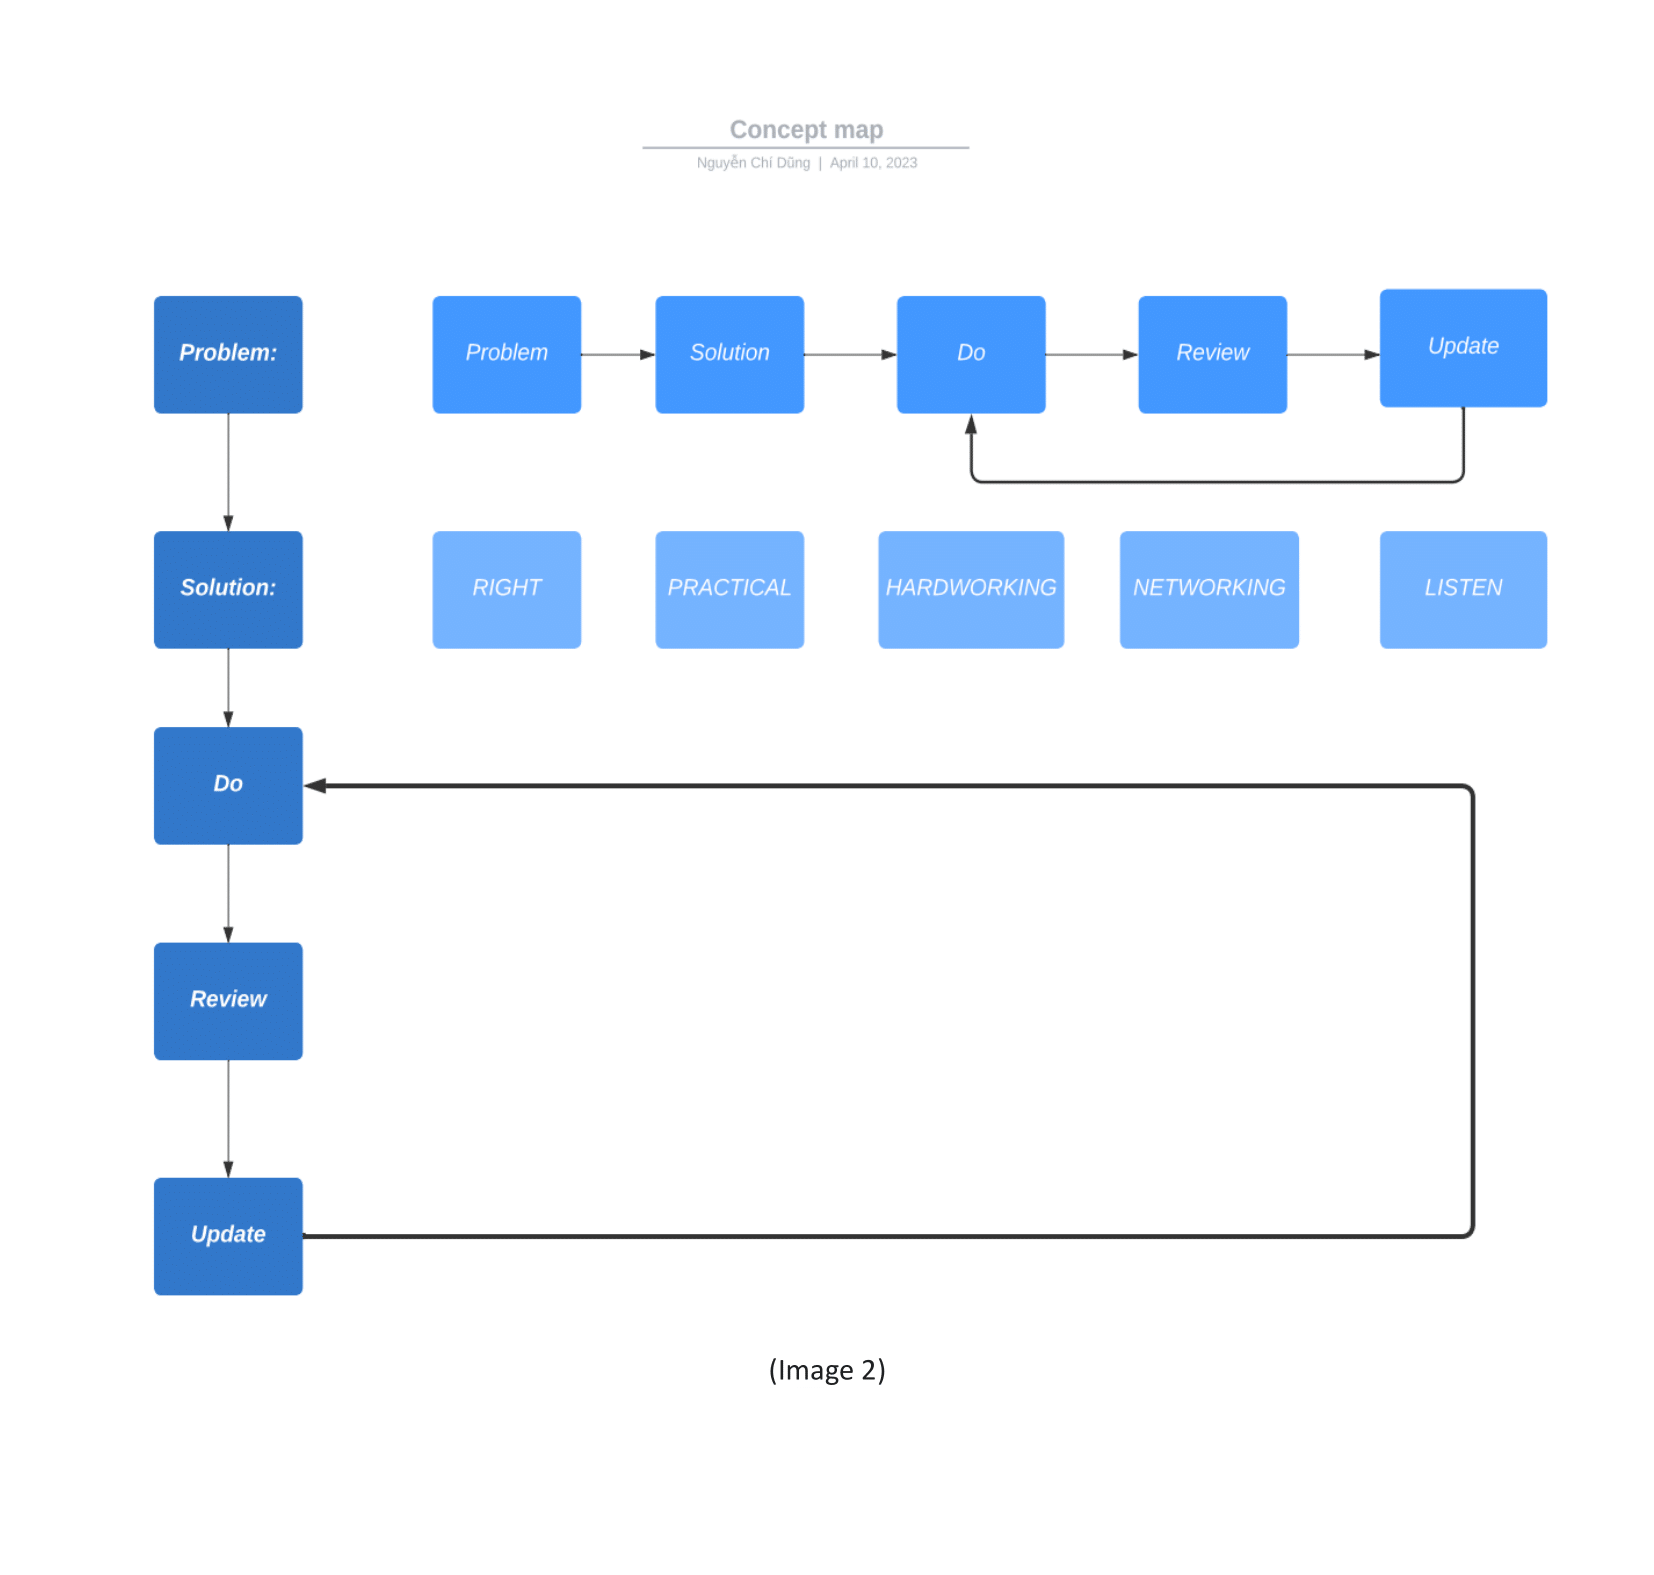 Concept map
Nguyễn Chí Dũng | April 10, 2023
Problem:
Problem
Solution
Do
Review
Update
Solution:
RIGHT
PRACTICAL
HARDWORKING
NETWORKING
LISTEN
Do
Review
Update
(Image 2)